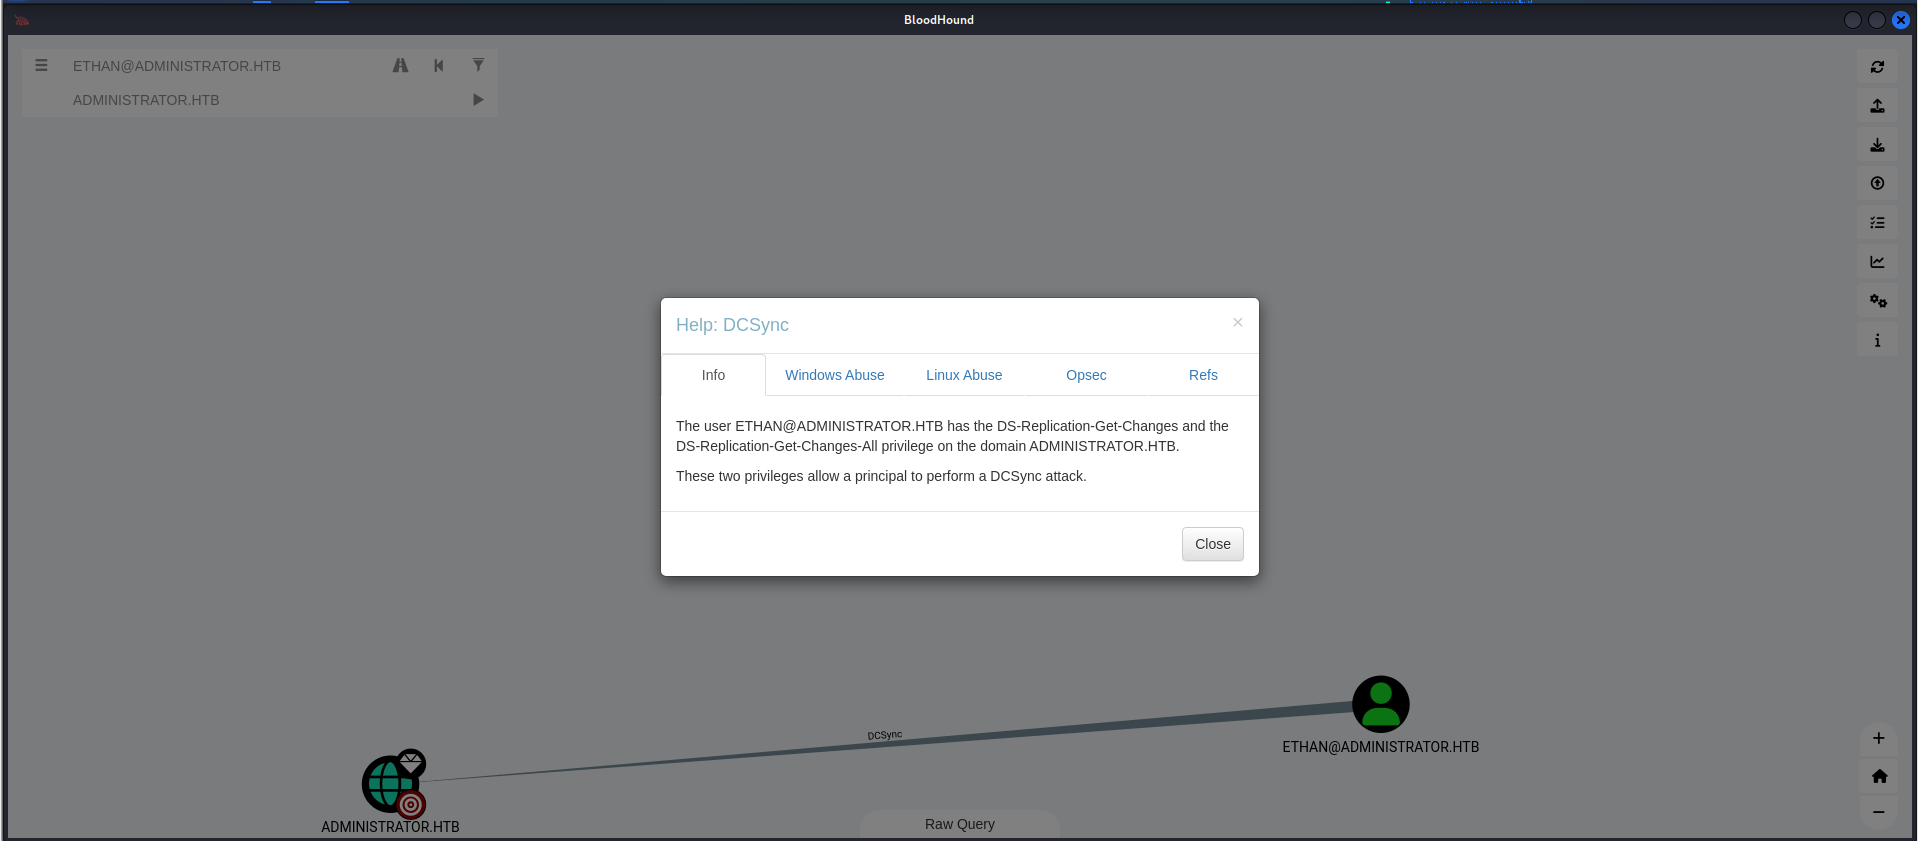 BloodHound
ETHAN@ADMINISTRATOR.HTB
ADMINISTRATOR.HTB
Help: DCSync
×
Info Windows Abuse Linux Abuse Opsec Refs
The user ETHAN@ADMINISTRATOR.HTB has the DS-Replication-Get-Changes and the
DS-Replication-Get-Changes-All privilege on the domain ADMINISTRATOR.HTB.
These two privileges allow a principal to perform a DCSync attack.
Close
DCSync
ETHAN@ADMINISTRATOR.HTB
ADMINISTRATOR.HTB
Raw Query